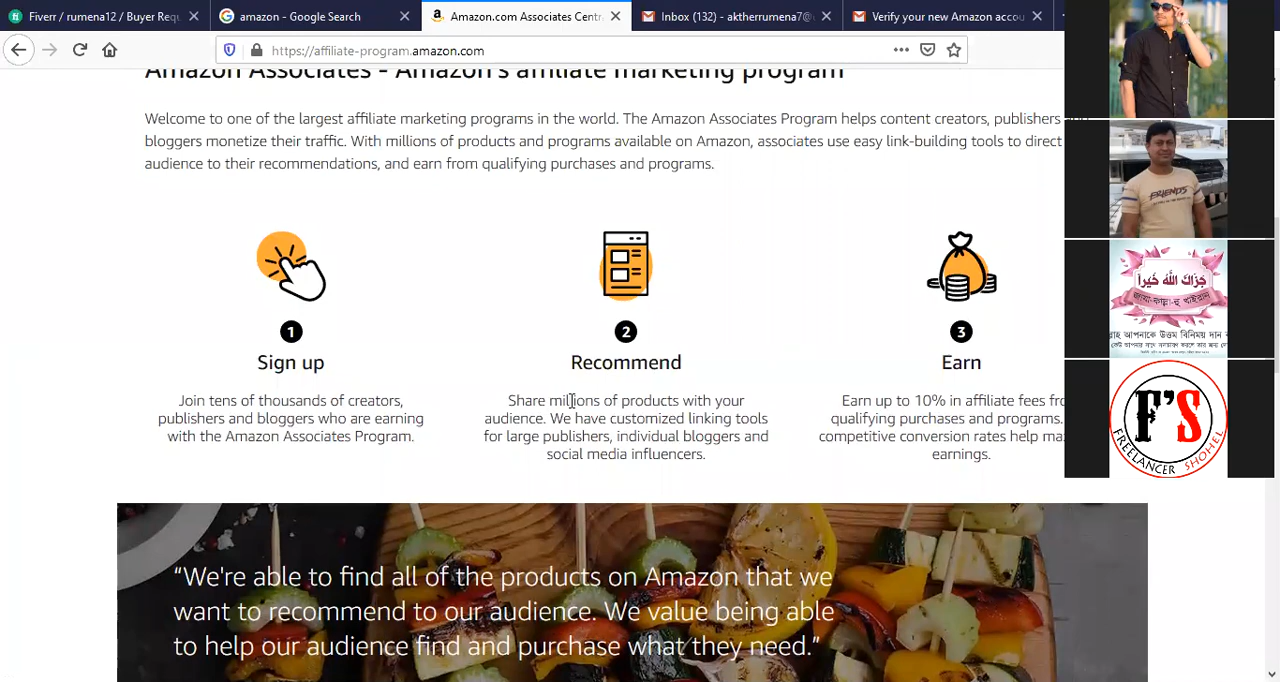 Fiverr / rumena12 / Buyer Requ
amazon - Google Search
Amazon.com Associates Centr
Inbox (132) - aktherrumena7@
Verify your new Amazon accou
https://affiliate-program.amazon.com
Amazon Associates - Amazon's affiliate marketing program
Welcome to one of the largest affiliate marketing programs in the world. The Amazon Associates Program helps content creators, publishers and
bloggers monetize their traffic. With millions of products and programs available on Amazon, associates use easy link-building tools to direct
audience to their recommendations, and earn from qualifying purchases and programs.
1
Sign up
Join tens of thousands of creators,
publishers and bloggers who are earning
with the Amazon Associates Program.
2
Recommend
Share millions of products with your
audience. We have customized linking tools
for large publishers, individual bloggers and
social media influencers.
3
Earn
Earn up to 10% in affiliate fees fro
qualifying purchases and programs.
competitive conversion rates help ma
earnings.
“We're able to find all of the products on Amazon that we
want to recommend to our audience. We value being able
to help our audience find and purchase what they need.”
FRIENDS
جَزَاكَ اللَّهُ خَيْرًا
জাযা-কাল্লা-হু খাইরান
ল্লাহ আপনাকে উত্তম বিনিময় দান ক
F'S
FREELANCER SHOHEL